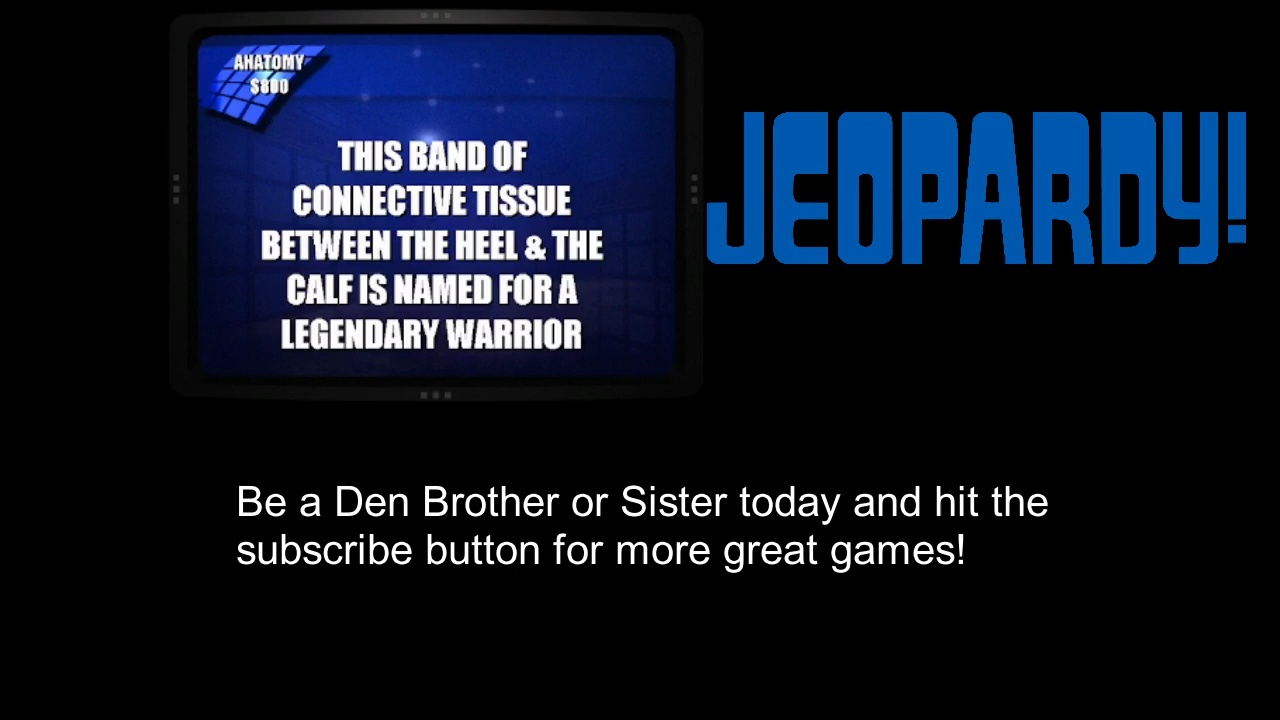 ANATOMY
$800
THIS BAND OF
CONNECTIVE TISSUE
BETWEEN THE HEEL & THE
CALF IS NAMED FOR A
LEGENDARY WARRIOR
JEOPARDY!
Be a Den Brother or Sister today and hit the
subscribe button for more great games!